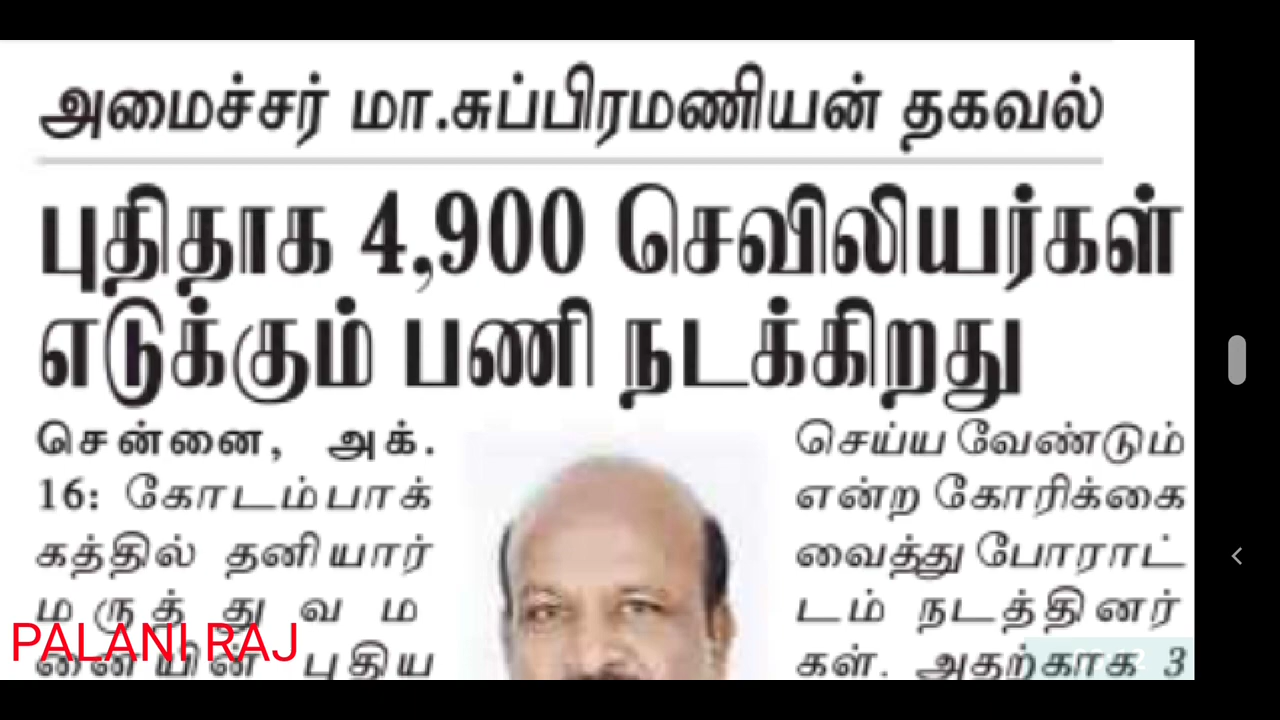 அமைச்சர் மா.சுப்பிரமணியன் தகவல்
புதிதாக 4,900 செவிலியர்கள்
எடுக்கும் பணி நடக்கிறது
சென்னை, அக்.
16: கோடம்பாக்
கத்தில் தனியார்
மருத்துவம
னையின் புதிய
செய்ய வேண்டும்
என்ற கோரிக்கை
வைத்து போராட்
டம் நடத்தினர்
கள். அதற்காக 3
PALANI RAJ